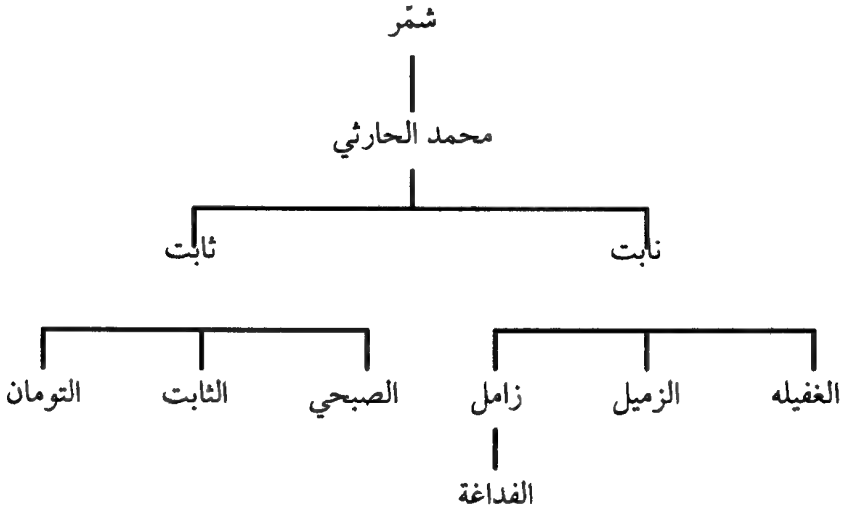 شمّر
محمد الحارثي
نابت ثابت
الغفيله الزميل زامل الصبحي الثابت التومان
الفداغة